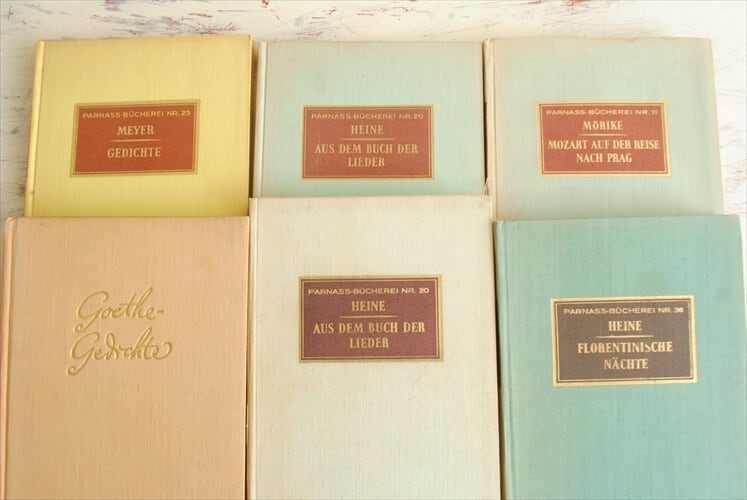 PARNASS-BÜCHEREI NR. 23
MEYER
GEDICHTE
PARNASS-BÜCHEREI NR. 20
HEINE
AUS DEM BUCH DER
LIEDER
PARNASS-BÜCHEREI NR. 11
MÖRIKE
MOZART AUF DER REISE
NACH PRAG
Goethe-
Gedichte
PARNASS-BÜCHEREI NR. 20
HEINE
AUS DEM BUCH DER
LIEDER
PARNASS-BÜCHEREI NR. 36
HEINE
FLORENTINISCHE
NÄCHTE